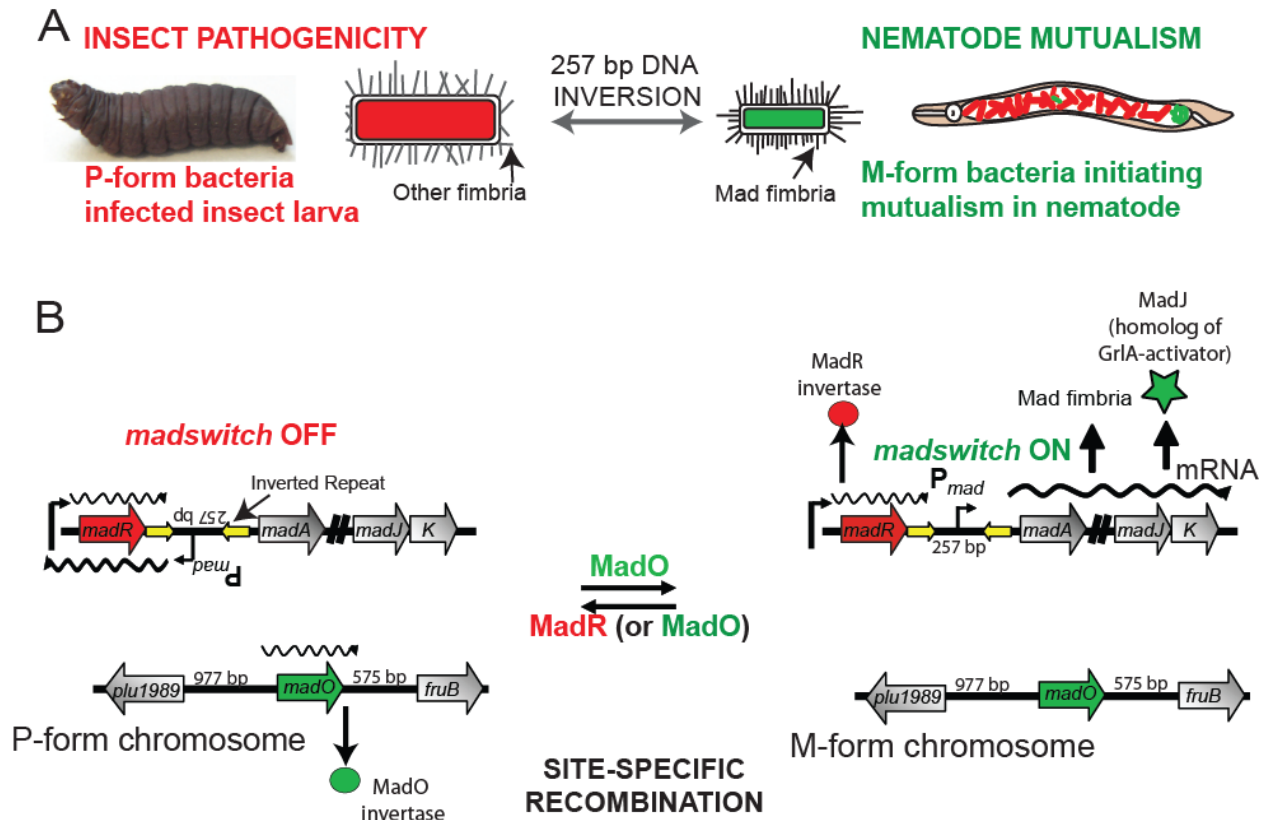 A
INSECT PATHOGENICITY
NEMATODE MUTUALISM
257 bp DNA
INVERSION
Other fimbria
Mad fimbria
P-form bacteria
infected insect larva
M-form bacteria initiating
mutualism in nematode
B
MadJ
(homolog of
GrlA-activator)
MadR
invertase
Mad fimbria
madswitch OFF
madswitch ON
mRNA
Inverted Repeat
P mad
madR
257 bp
madA
madJ
K
P mad
madR
257 bp
madA
madJ
K
MadO
MadR (or MadO)
plu1989
977 bp
madO
575 bp
fruB
plu1989
977 bp
madO
575 bp
fruB
P-form chromosome
M-form chromosome
MadO
invertase
SITE-SPECIFIC
RECOMBINATION